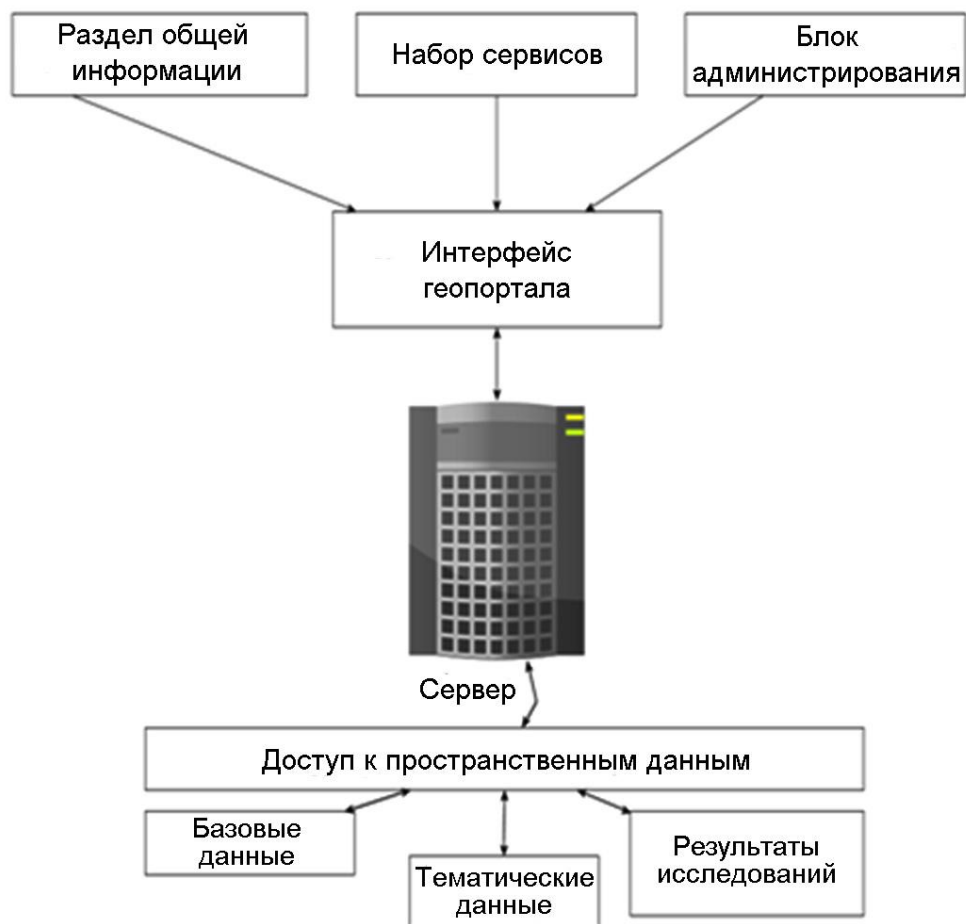 Раздел общей
информации
Набор сервисов
Блок
администрирования
Интерфейс
геопортала
Сервер
Доступ к пространственным данным
Базовые
данные
Тематические
данные
Результаты
исследований